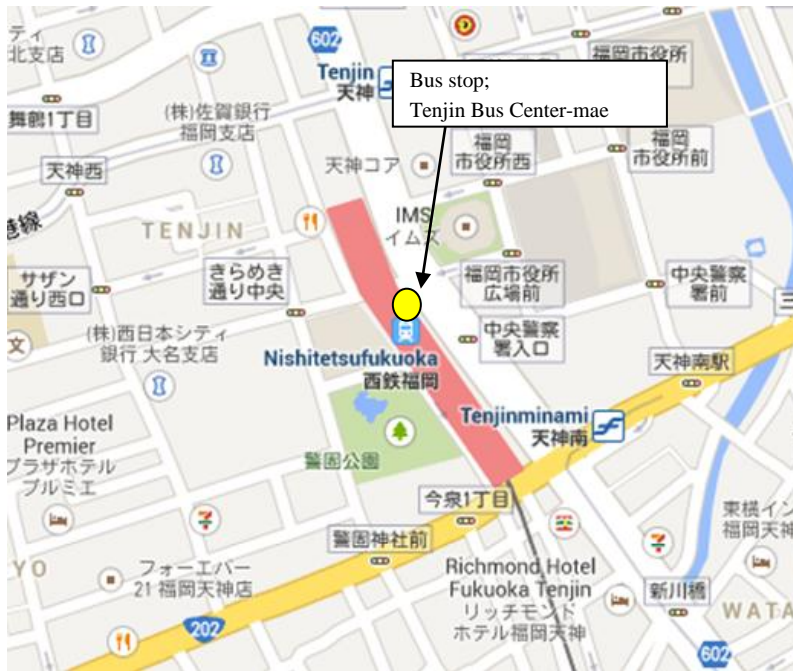 ティ
北支店
602
Tenjin
天神
Bus stop;
Tenjin Bus Center-mae
福岡市役所
舞鶴1丁目
(株)佐賀銀行
福岡支店
天神西
天神コア
福岡
市役所西
福岡
市役所前
TENJIN
IMS
イムズ
サザン
通り西口
きらめき
通り中央
福岡市役所
広場前
中央警察
署前
三
(株)西日本シティ
銀行 大名支店
中央警察
署入口
文
Nishitetsufukuoka
西鉄福岡
天神南駅
Tenjinminami
天神南
Plaza Hotel
Premier
プラザホテル
プルミエ
警固公園
今泉1丁目
警固神社前
東横イン
福岡天神
YO
フォーエバー
21 福岡天神店
Richmond Hotel
Fukuoka Tenjin
リッチモンド
ホテル福岡天神
新川橋
WATA
202
602